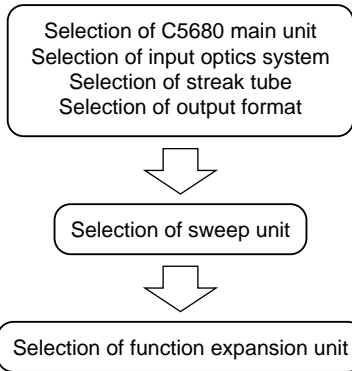 Selection of C5680 main unit
Selection of input optics system
Selection of streak tube
Selection of output format
Selection of sweep unit
Selection of function expansion unit